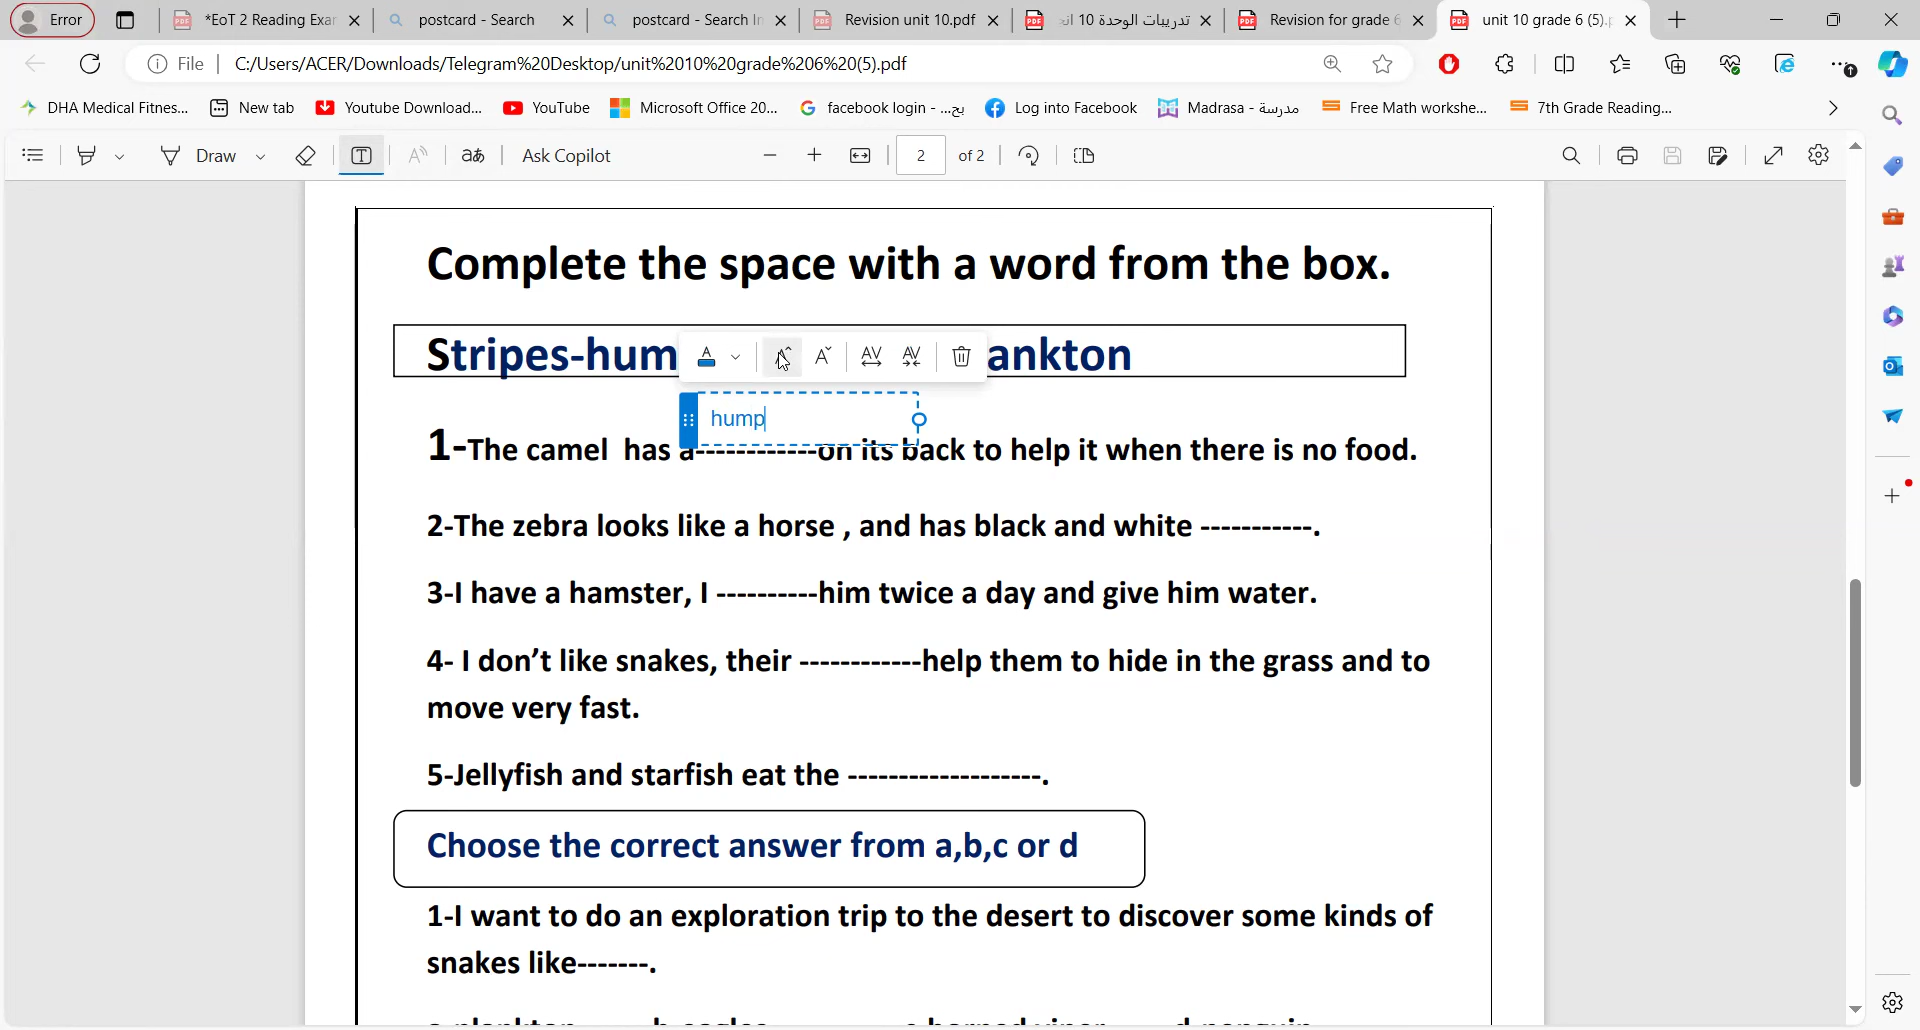 Error
*EoT 2 Reading Exar
postcard - Search
postcard - Search In
Revision unit 10.pdf
تدريبات الوحدة 10 انج
Revision for grade 6
unit 10 grade 6 (5).p
File
C:/Users/ACER/Downloads/Telegram%20Desktop/unit%2010%20grade%206%20(5).pdf
DHA Medical Fitnes...
New tab
Youtube Download...
YouTube
Microsoft Office 20...
facebook login - بح...
Log into Facebook
Madrasa - مدرسة
Free Math workshe...
7th Grade Reading...
Draw
aあ
Ask Copilot
2
of 2
Complete the space with a word from the box.
Stripes-hum
ankton
hump
1-The camel has a------------on its back to help it when there is no food.
2-The zebra looks like a horse , and has black and white -----------.
3-I have a hamster, I ----------him twice a day and give him water.
4- I don’t like snakes, their ------------help them to hide in the grass and to
move very fast.
5-Jellyfish and starfish eat the -------------------.
Choose the correct answer from a,b,c or d
1-I want to do an exploration trip to the desert to discover some kinds of
snakes like-------.